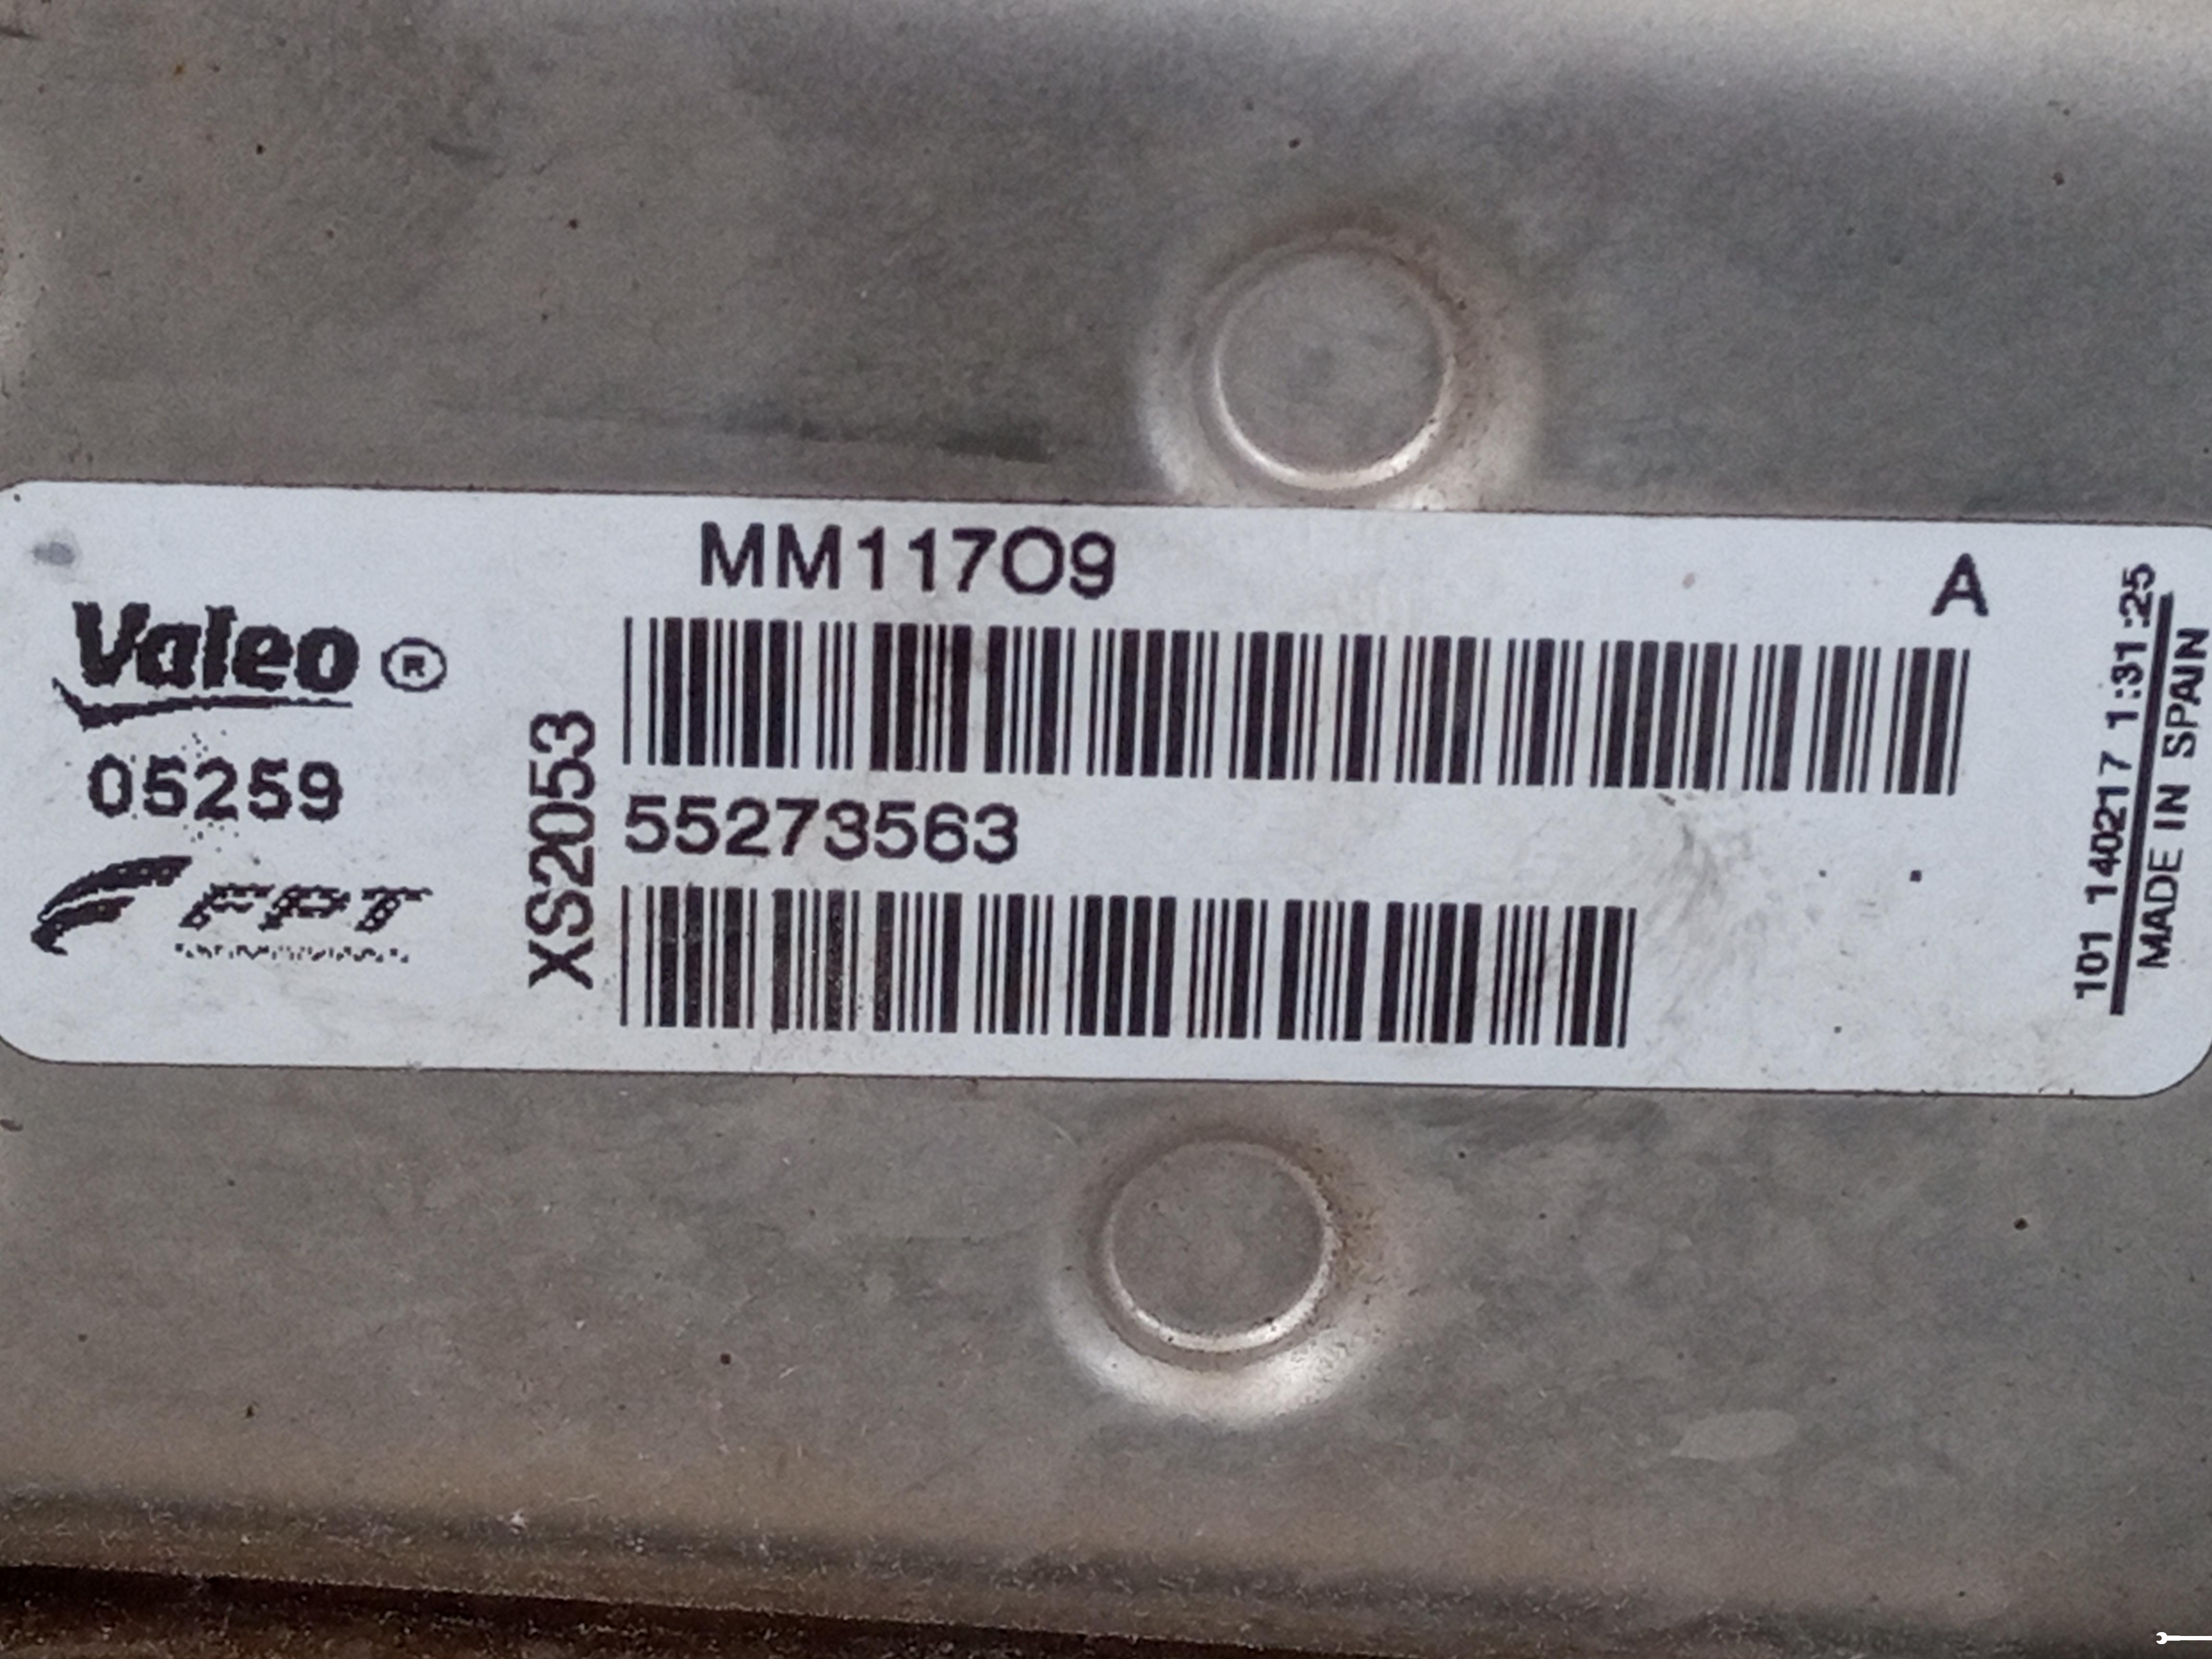 MM11709
A
Valeo ®
05259
FPT
XS2053
55273563
101 140217 1:31:25
MADE IN SPAIN